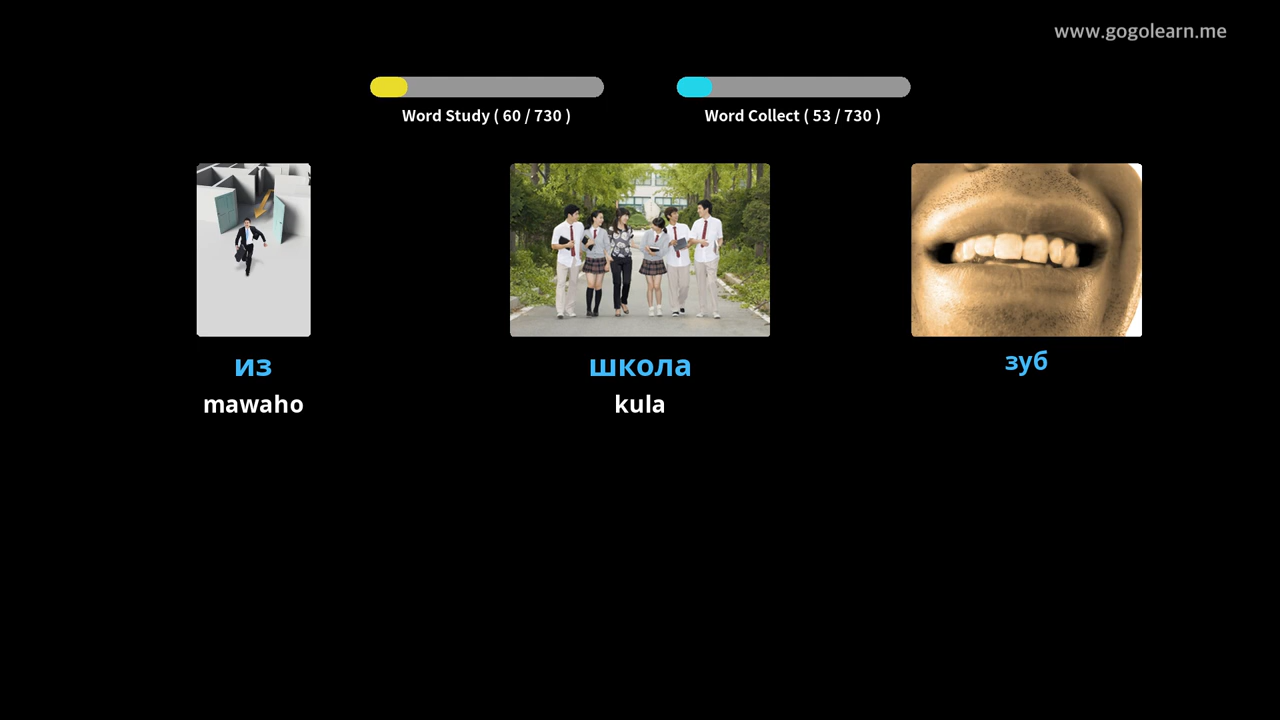 www.gogolearn.me
Word Study ( 60 / 730 )
Word Collect ( 53 / 730 )
из
mawaho
школа
kula
зуб